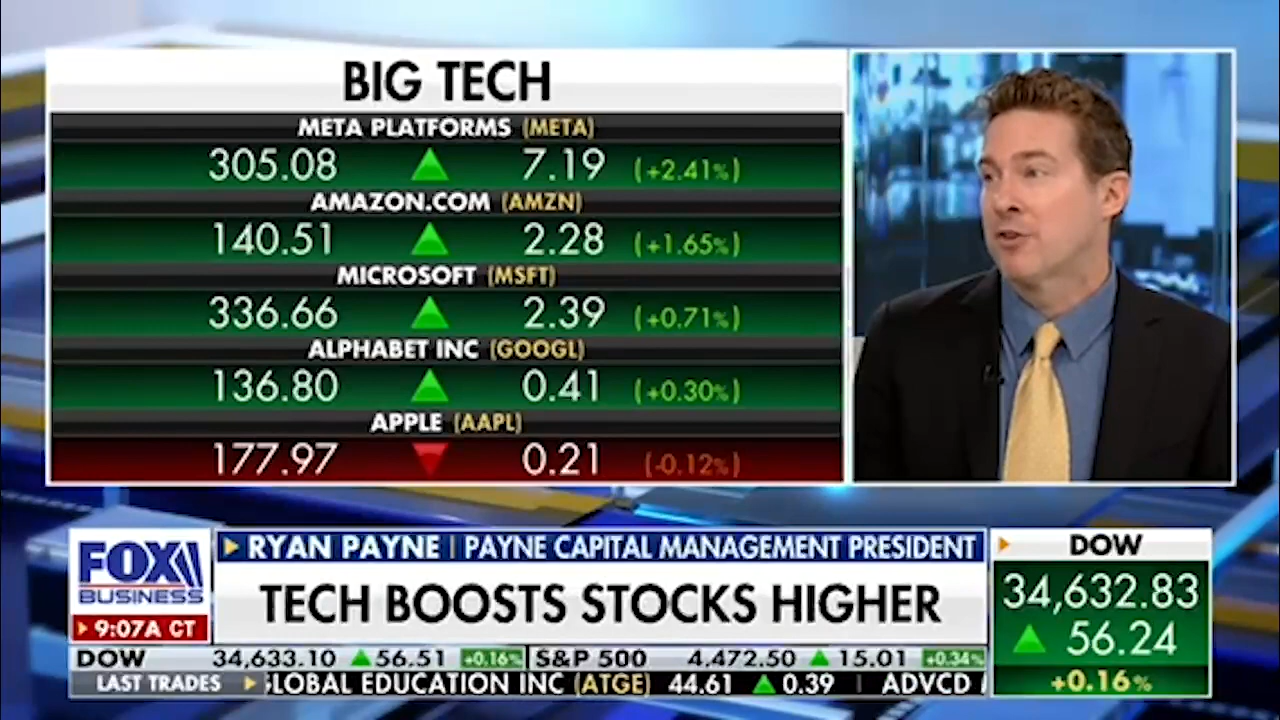 BIG TECH
META PLATFORMS (META)
305.08 7.19 (+2.41%)
AMAZON.COM (AMZN)
140.51 2.28 (+1.65%)
MICROSOFT (MSFT)
336.66 2.39 (+0.71%)
ALPHABET INC (GOOGL)
136.80 0.41 (+0.30%)
APPLE (AAPL)
177.97 0.21 (-0.12%)
FOX
BUSINESS
9:07A CT
RYAN PAYNE | PAYNE CAPITAL MANAGEMENT PRESIDENT
TECH BOOSTS STOCKS HIGHER
DOW
34,632.83
56.24
+0.16%
DOW 34,633.10 56.51 +0.16% S&P 500 4,472.50 15.01 +0.34%
LAST TRADES GLOBAL EDUCATION INC (ATGE) 44.61 0.39 | ADVCD